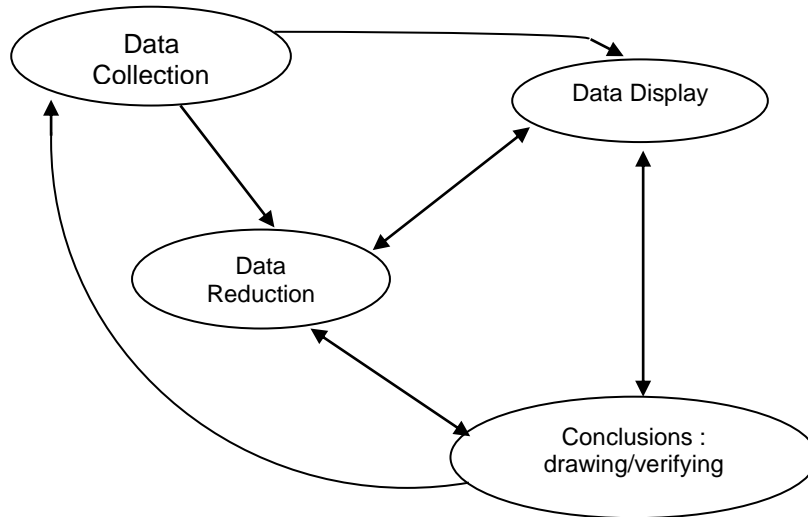 Data
Collection
Data Display
Data
Reduction
Conclusions :
drawing/verifying